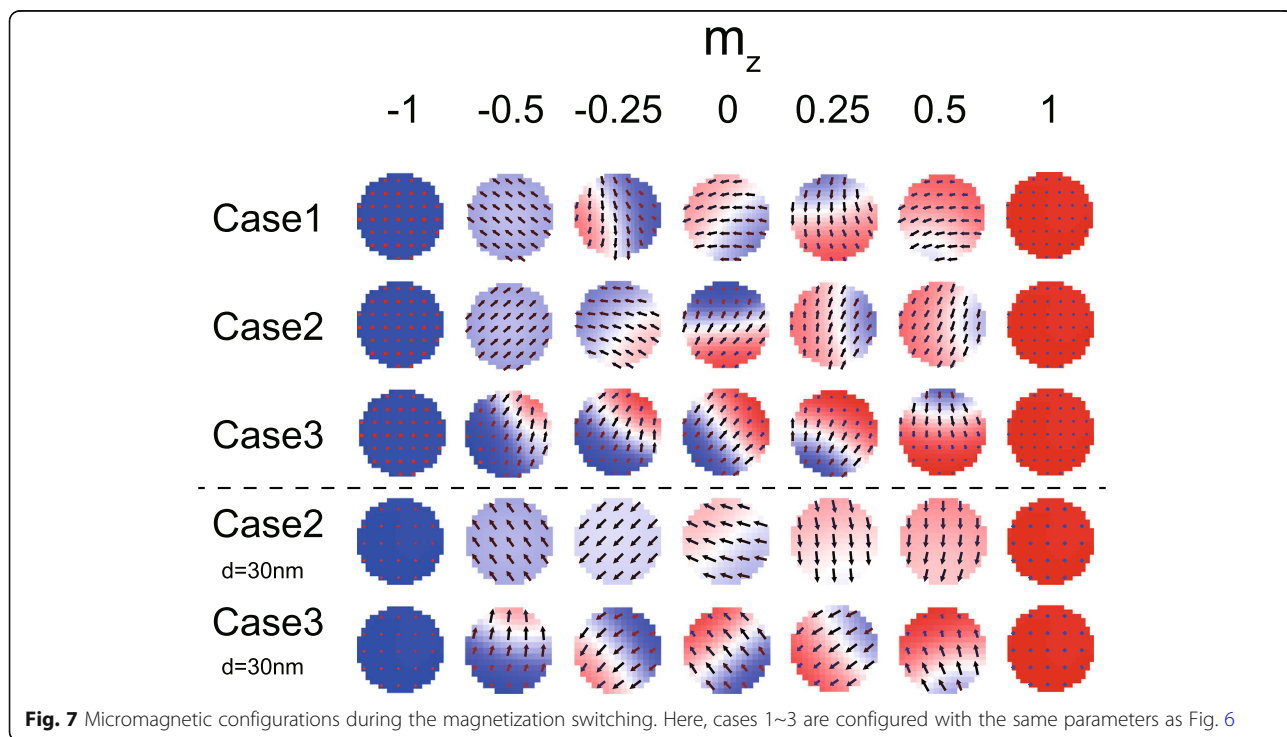 m_z
-1 -0.5 -0.25 0 0.25 0.5 1
Case1
Case2
Case3
Case2
d=30nm
Case3
d=30nm
Fig. 7 Micromagnetic configurations during the magnetization switching. Here, cases 1~3 are configured with the same parameters as Fig. 6